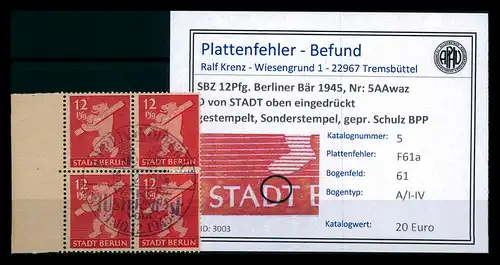 Plattenfehler - Befund
Ralf Krenz - Wiesengrund 1 - 22967 Tremsbüttel
SBZ 12Pfg. Berliner Bär 1945, Nr: 5AAwaz
D von STADT oben eingedrückt
gestempelt, Sonderstempel, gepr. Schulz BPP
Katalognummer: 5
Plattenfehler: F61a
Bogenfeld: 61
Bogentyp: A/I-IV
Katalogwert: 20 Euro
STADT B
ID: 3003
12 Pfg
12 Pfg
STADT BERLIN
STADT BERLIN
12 Pfg
12
STADT BERLIN
STADT BERLIN